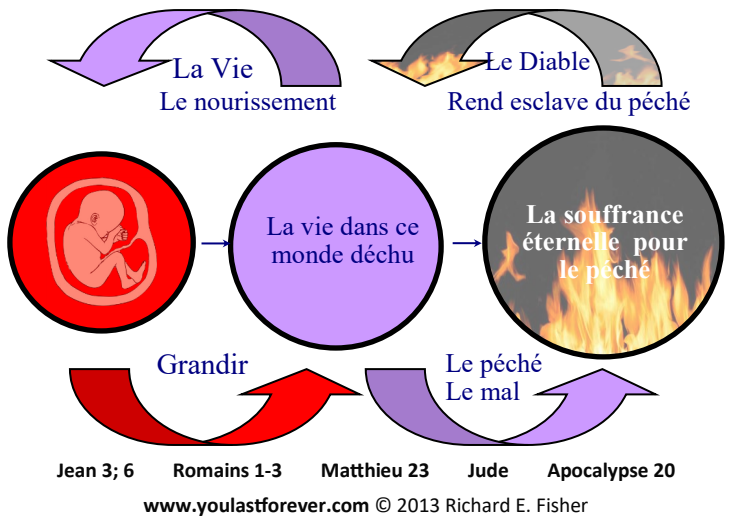 La Vie
Le nourissement
Le Diable
Rend esclave du péché
La vie dans ce
monde déchu
La souffrance
éternelle pour
le péché
Grandir
Le péché
Le mal
Jean 3; 6 Romains 1-3 Matthieu 23 Jude Apocalypse 20
www.youlastforever.com © 2013 Richard E. Fisher